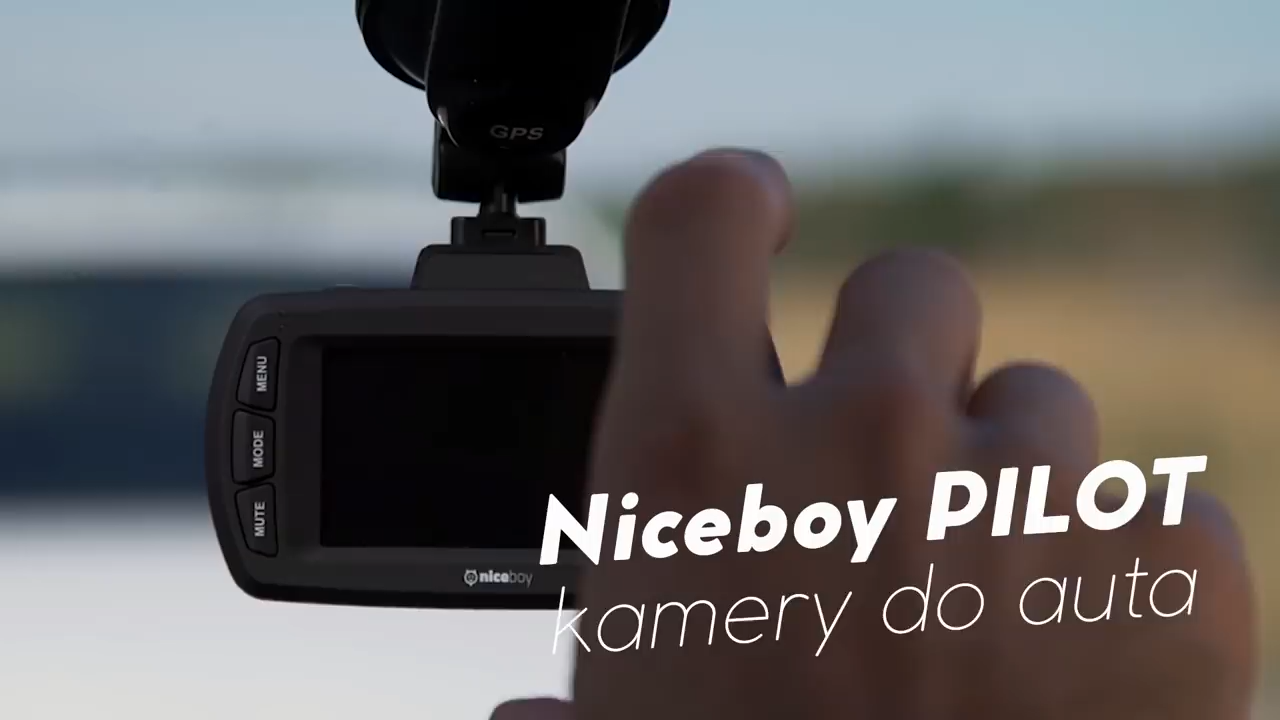 GPS
MENU
MODE
MUTE
niceboy
Niceboy PILOT
kamery do auta